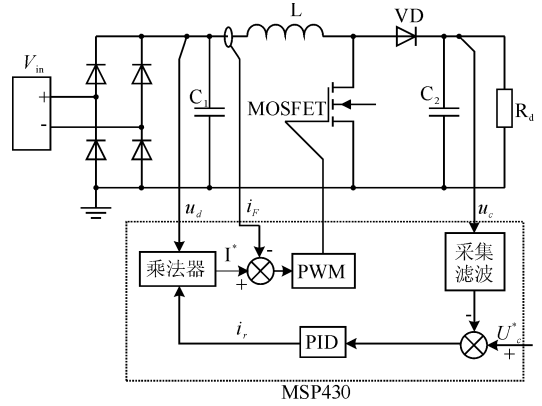 L
VD
V_in
+
-
C_1
MOSFET
C_2
R_d
u_d
i_F
u_c
乘法器
I*
-
+
PWM
采集
滤波
-
i_r
PID
U_c^*
+
MSP430